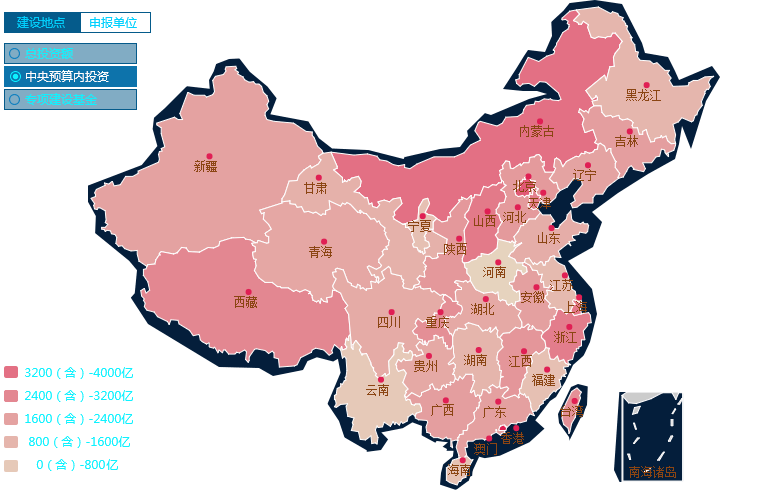 建设地点 申报单位
总投资额
中央预算内投资
专项建设基金
黑龙江
内蒙古
吉林
新疆
辽宁
甘肃
北京
天津
宁夏
山西
河北
陕西
山东
青海
河南
江苏
西藏
安徽
上海
湖北
四川
重庆
浙江
湖南
江西
贵州
福建
云南
广西
广东
台湾
香港
澳门
海南
南海诸岛
3200（含）-4000亿
2400（含）-3200亿
1600（含）-2400亿
800（含）-1600亿
0（含）-800亿